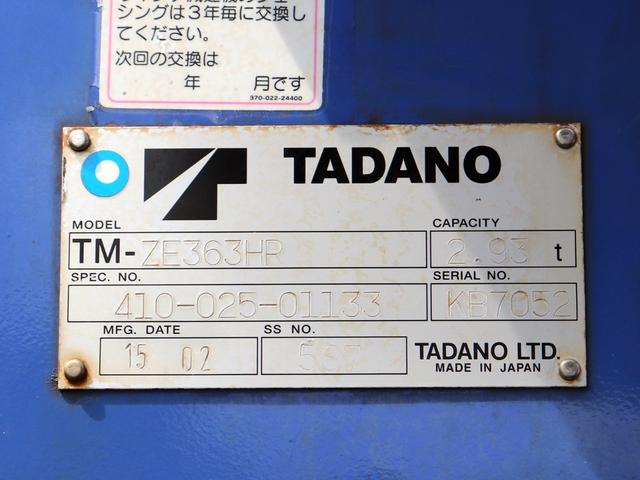 シングは３年毎に交換し
てください。
次回の交換は
年 月です
370-022-24400
TADANO
MODEL CAPACITY
TM-ZE363HR 2.93 t
SPEC. NO. SERIAL NO.
410-025-01133 KB7052
MFG. DATE SS NO.
15 02
TADANO LTD.
MADE IN JAPAN